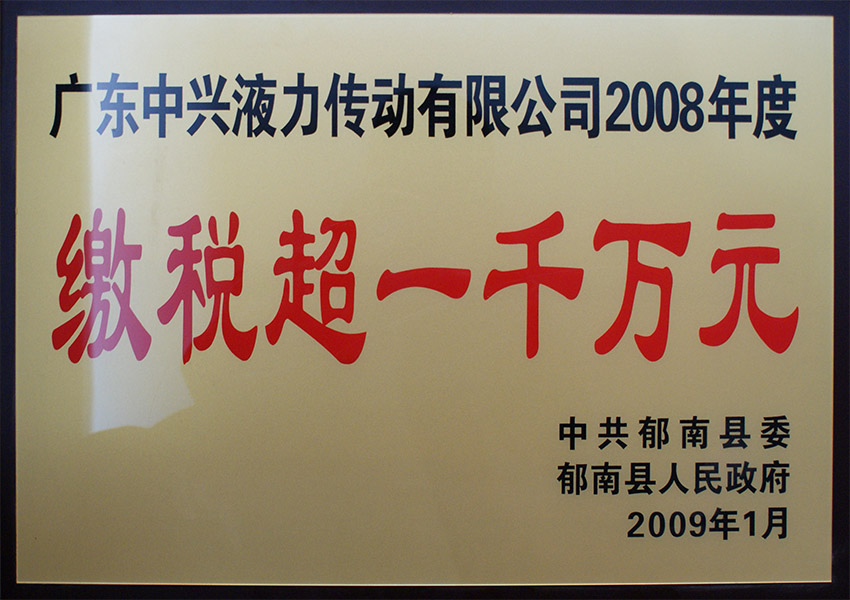 广东中兴液力传动有限公司2008年度
缴税超一千万元
中共郁南县委
郁南县人民政府
2009年1月